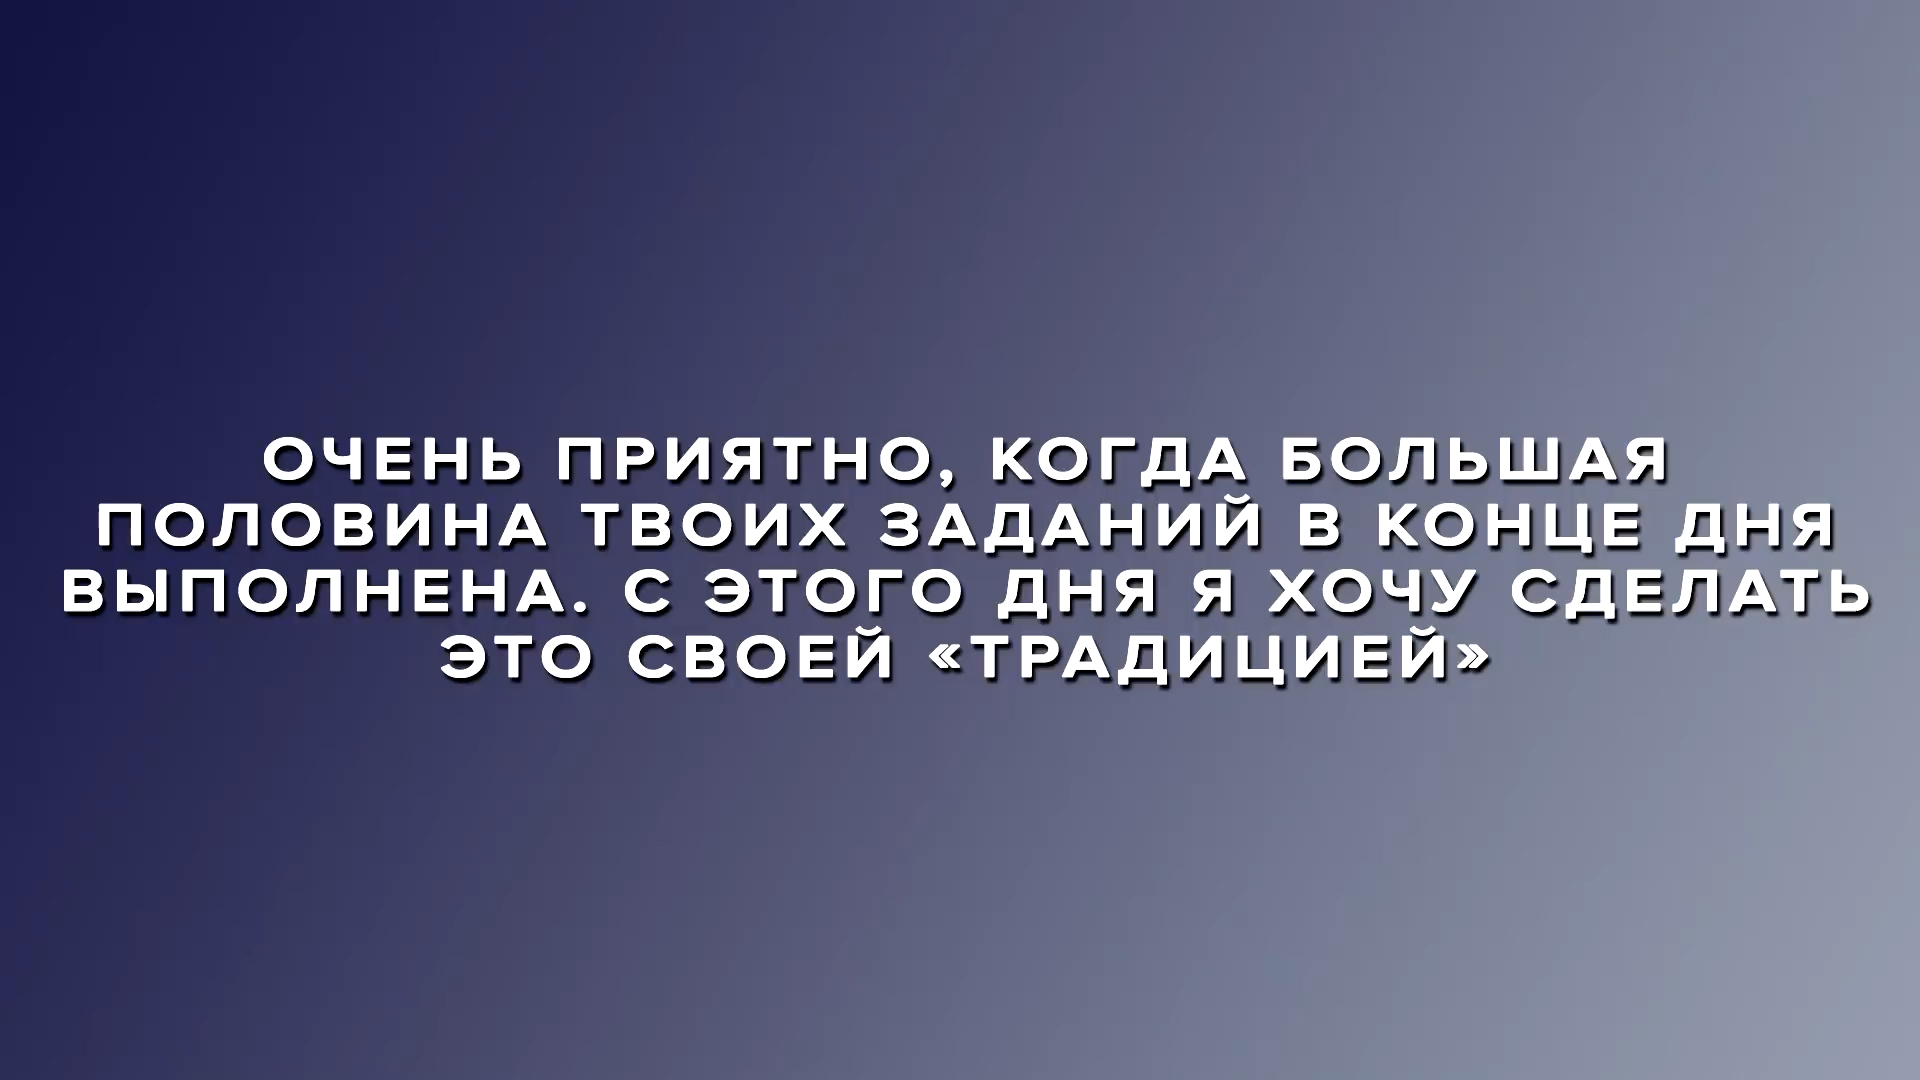 ОЧЕНЬ ПРИЯТНО, КОГДА БОЛЬШАЯ
ПОЛОВИНА ТВОИХ ЗАДАНИЙ В КОНЦЕ ДНЯ
ВЫПОЛНЕНА. С ЭТОГО ДНЯ Я ХОЧУ СДЕЛАТЬ
ЭТО СВОЕЙ «ТРАДИЦИЕЙ»